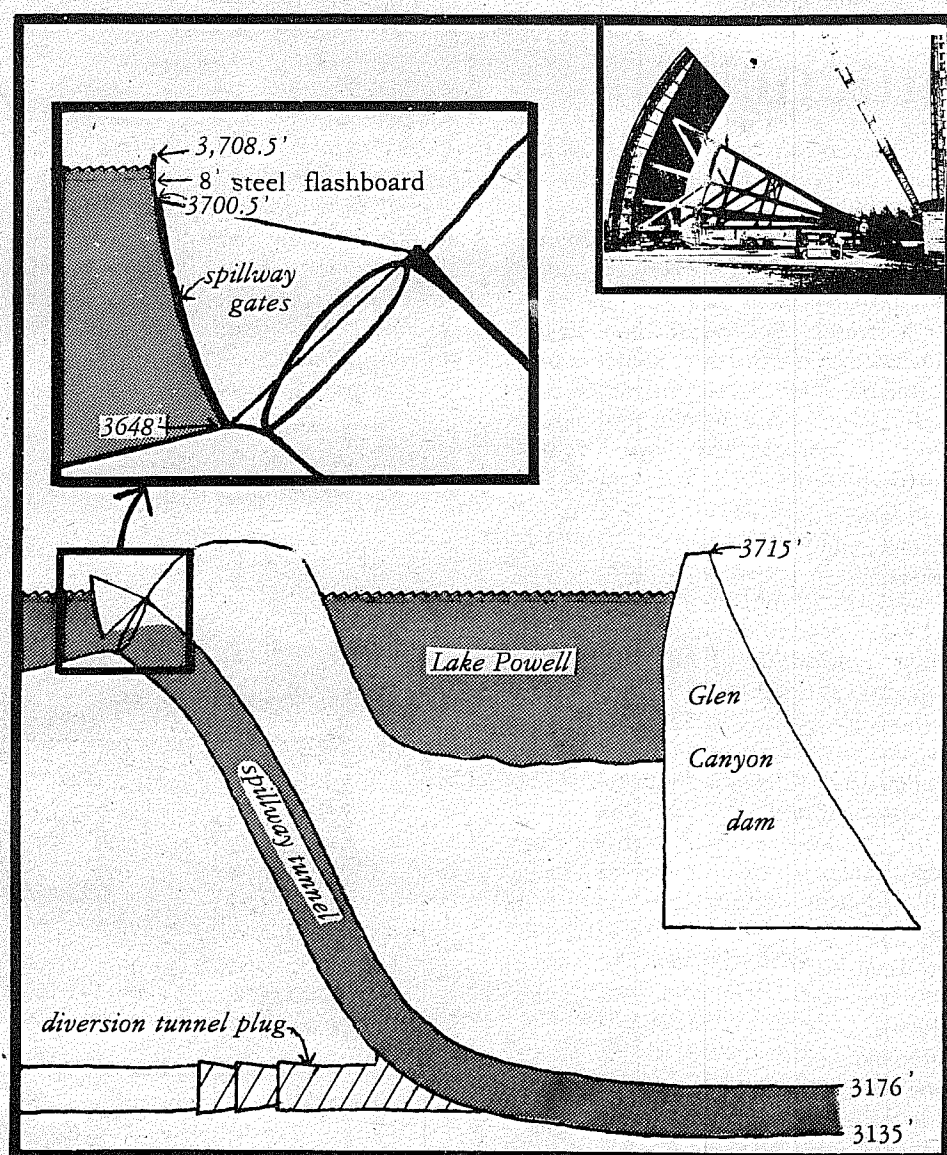 3,708.5'
8' steel flashboard
3700.5'
spillway
gates
3648'
3715'
Lake Powell
Glen
Canyon
dam
spillway tunnel
diversion tunnel plug
3176'
3135'